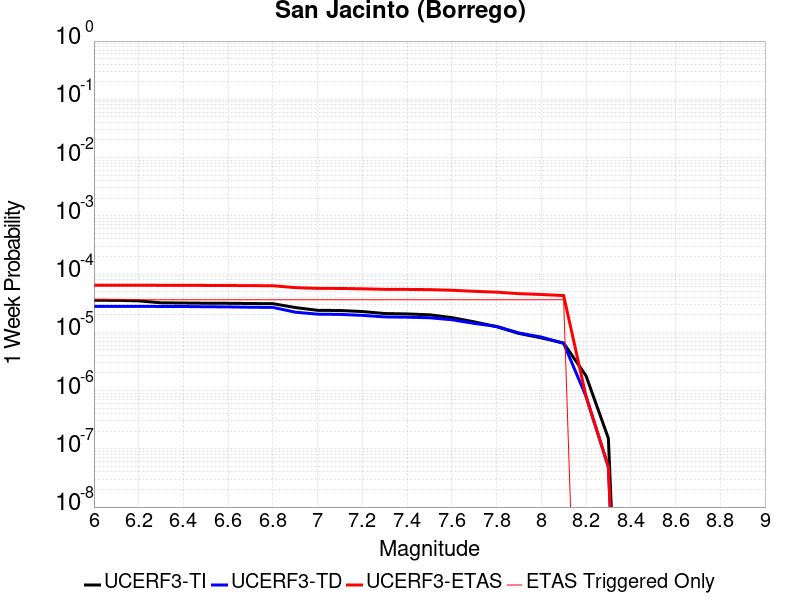 San Jacinto (Borrego)
10^0
10^-1
10^-2
10^-3
10^-4
10^-5
10^-6
10^-7
10^-8
1 Week Probability
6 6.2 6.4 6.6 6.8 7 7.2 7.4 7.6 7.8 8 8.2 8.4 8.6 8.8 9
Magnitude
UCERF3-TI UCERF3-TD UCERF3-ETAS ETAS Triggered Only